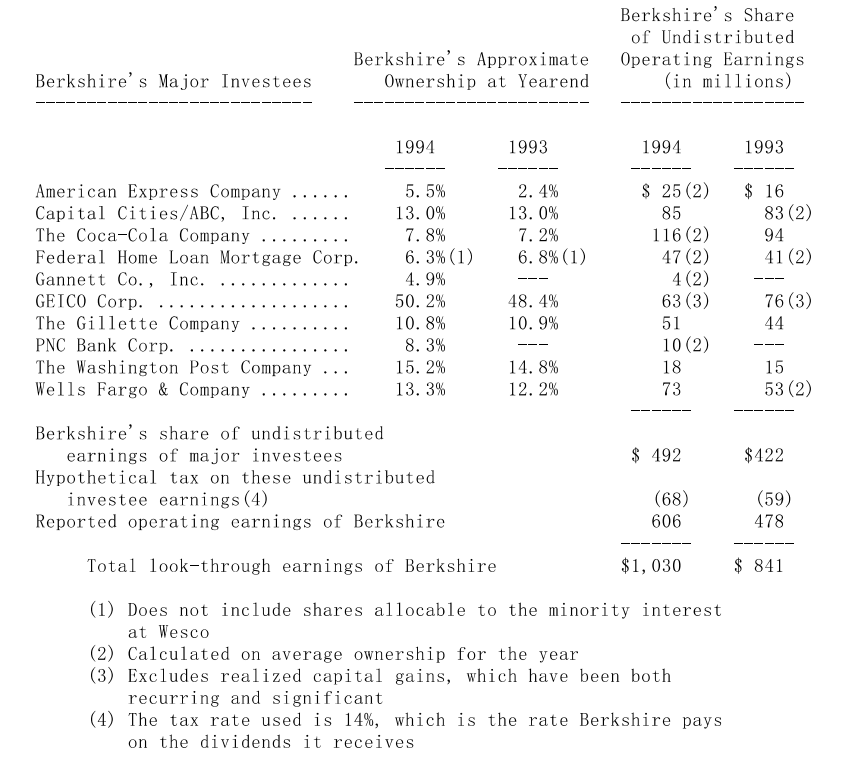 Berkshire's Share
of Undistributed
Berkshire's Approximate Operating Earnings
Berkshire's Major Investees Ownership at Yearend (in millions)
--------------------------- ----------------------- ------------------
1994 1993 1994 1993
------ ------ ------ ------
American Express Company ...... 5.5% 2.4% $ 25(2) $ 16
Capital Cities/ABC, Inc. ...... 13.0% 13.0% 85 83(2)
The Coca-Cola Company ......... 7.8% 7.2% 116(2) 94
Federal Home Loan Mortgage Corp. 6.3%(1) 6.8%(1) 47(2) 41(2)
Gannett Co., Inc. ............. 4.9% --- 4(2) ---
GEICO Corp. ................... 50.2% 48.4% 63(3) 76(3)
The Gillette Company .......... 10.8% 10.9% 51 44
PNC Bank Corp. ................ 8.3% --- 10(2) ---
The Washington Post Company ... 15.2% 14.8% 18 15
Wells Fargo & Company ......... 13.3% 12.2% 73 53(2)
------ ------
Berkshire's share of undistributed
earnings of major investees $ 492 $422
Hypothetical tax on these undistributed
investee earnings(4) (68) (59)
Reported operating earnings of Berkshire 606 478
------- ------
Total look-through earnings of Berkshire $1,030 $ 841
(1) Does not include shares allocable to the minority interest
at Wesco
(2) Calculated on average ownership for the year
(3) Excludes realized capital gains, which have been both
recurring and significant
(4) The tax rate used is 14%, which is the rate Berkshire pays
on the dividends it receives